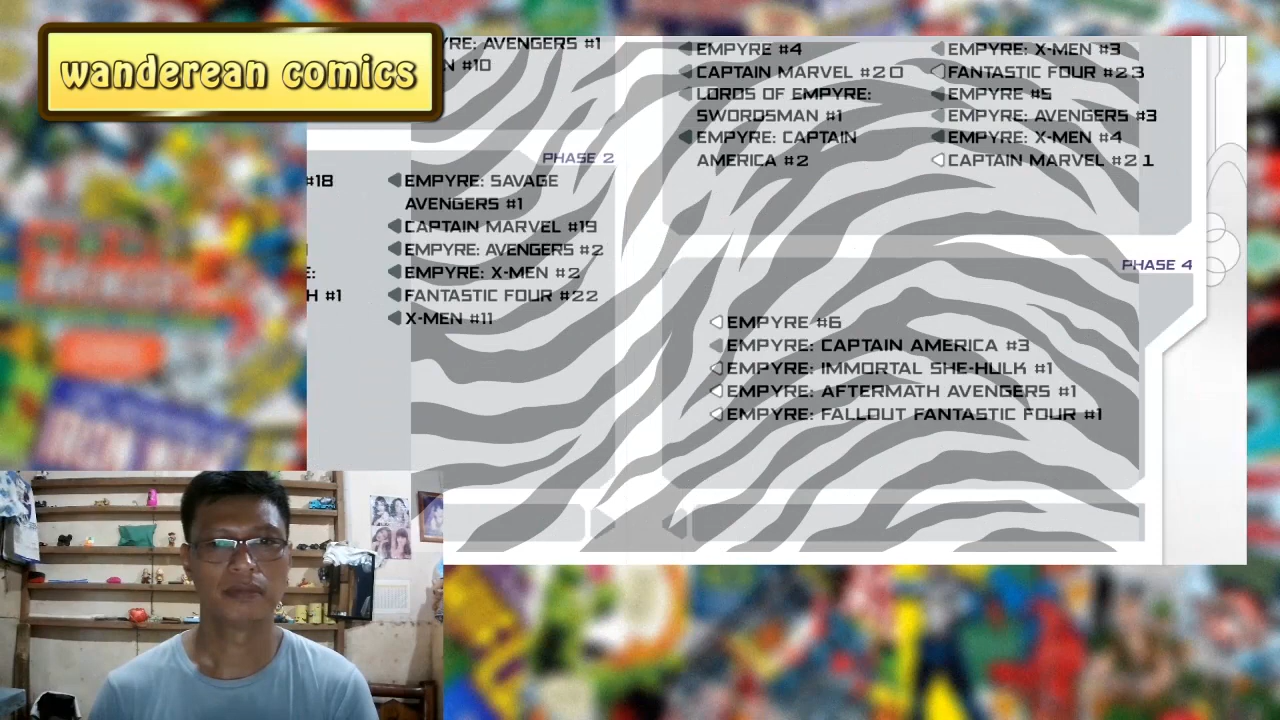 wanderean comics
YRE: AVENGERS #1
N #10
PHASE 2
#18
E:
H #1
EMPYRE: SAVAGE
AVENGERS #1
CAPTAIN MARVEL #19
EMPYRE: AVENGERS #2
EMPYRE: X-MEN #2
FANTASTIC FOUR #22
X-MEN #11
EMPYRE #4
CAPTAIN MARVEL #20
LORDS OF EMPYRE:
SWORDSMAN #1
EMPYRE: CAPTAIN
AMERICA #2
EMPYRE: X-MEN #3
FANTASTIC FOUR #23
EMPYRE #5
EMPYRE: AVENGERS #3
EMPYRE: X-MEN #4
CAPTAIN MARVEL #21
PHASE 4
EMPYRE #6
EMPYRE: CAPTAIN AMERICA #3
EMPYRE: IMMORTAL SHE-HULK #1
EMPYRE: AFTERMATH AVENGERS #1
EMPYRE: FALLOUT FANTASTIC FOUR #1